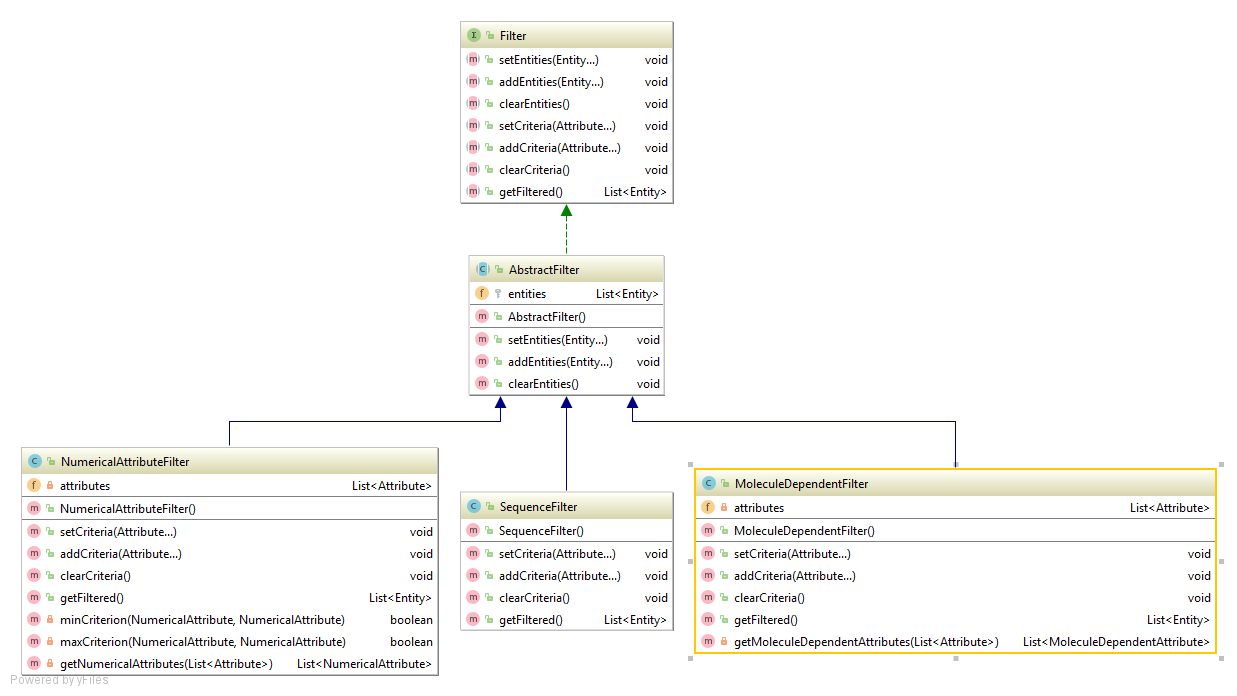 Filter
setEntities(Entity...) void
addEntities(Entity...) void
clearEntities() void
setCriteria(Attribute...) void
addCriteria(Attribute...) void
clearCriteria() void
getFiltered() List<Entity>
AbstractFilter
entities List<Entity>
AbstractFilter()
setEntities(Entity...) void
addEntities(Entity...) void
clearEntities() void
NumericalAttributeFilter
attributes List<Attribute>
NumericalAttributeFilter()
setCriteria(Attribute...) void
addCriteria(Attribute...) void
clearCriteria() void
getFiltered() List<Entity>
minCriterion(NumericalAttribute, NumericalAttribute) boolean
maxCriterion(NumericalAttribute, NumericalAttribute) boolean
getNumericalAttributes(List<Attribute>) List<NumericalAttribute>
SequenceFilter
SequenceFilter()
setCriteria(Attribute...) void
addCriteria(Attribute...) void
clearCriteria() void
getFiltered() List<Entity>
MoleculeDependentFilter
attributes List<Attribute>
MoleculeDependentFilter()
setCriteria(Attribute...) void
addCriteria(Attribute...) void
clearCriteria() void
getFiltered() List<Entity>
getMoleculeDependentAttributes(List<Attribute>) List<MoleculeDependentAttribute>
Powered by yFiles